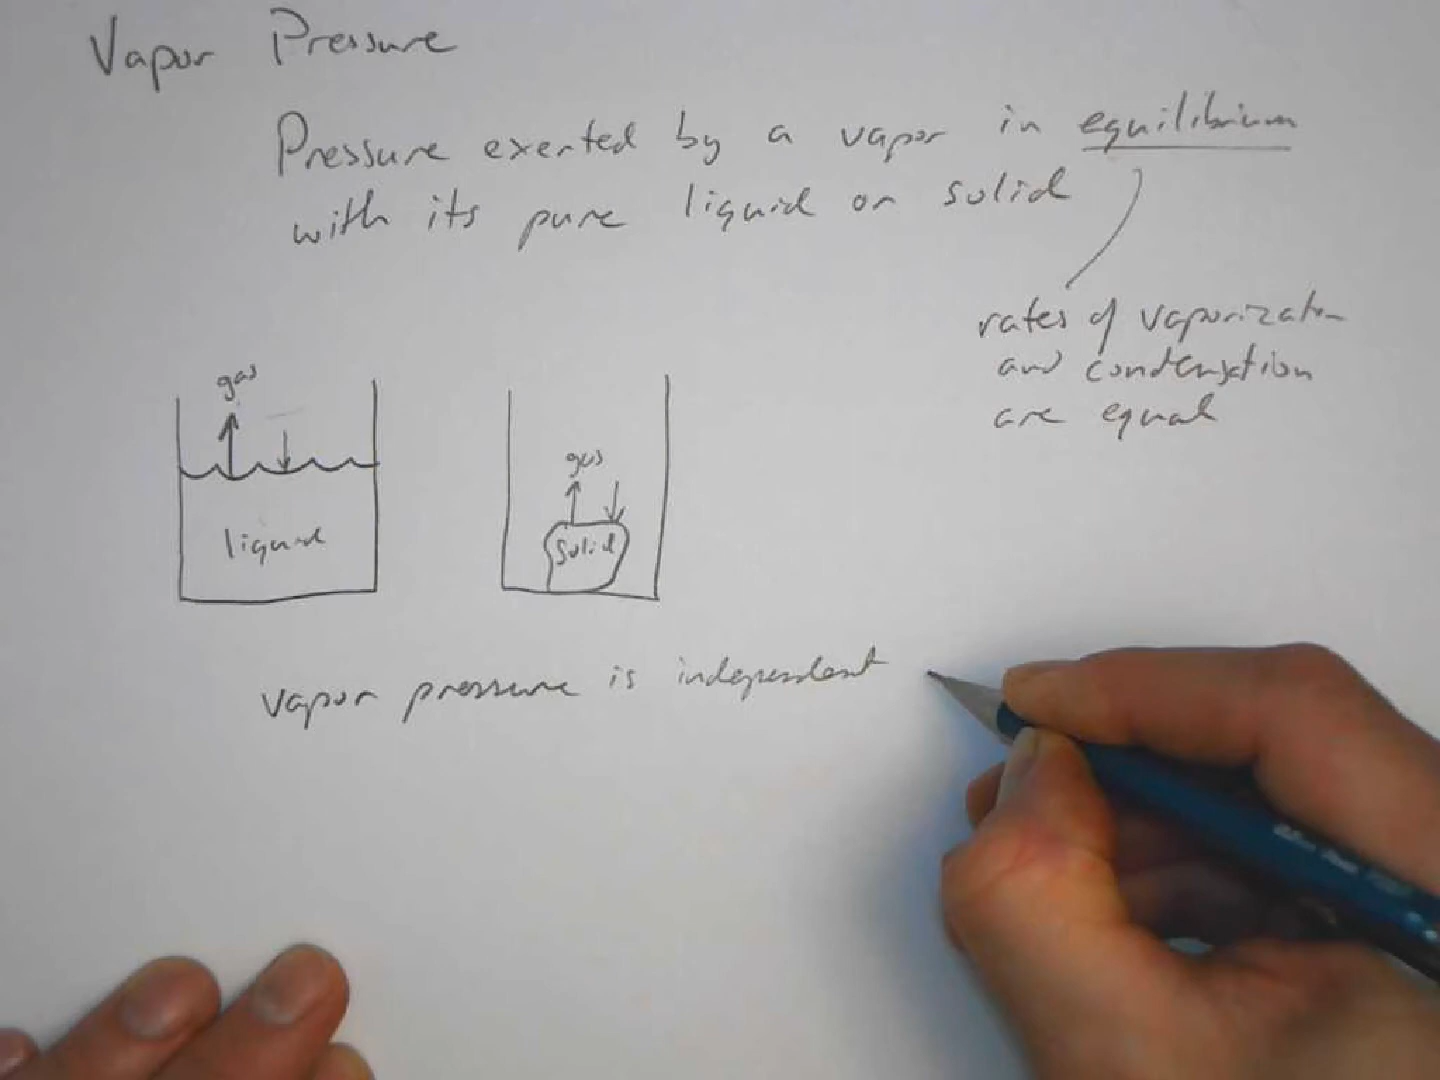 Vapor Pressure
Pressure exerted by a vapor in equilibrium
with its pure liquid or solid
rates of vaporization
and condensation
are equal
gas
liquid
gas
solid
vapor pressure is independent